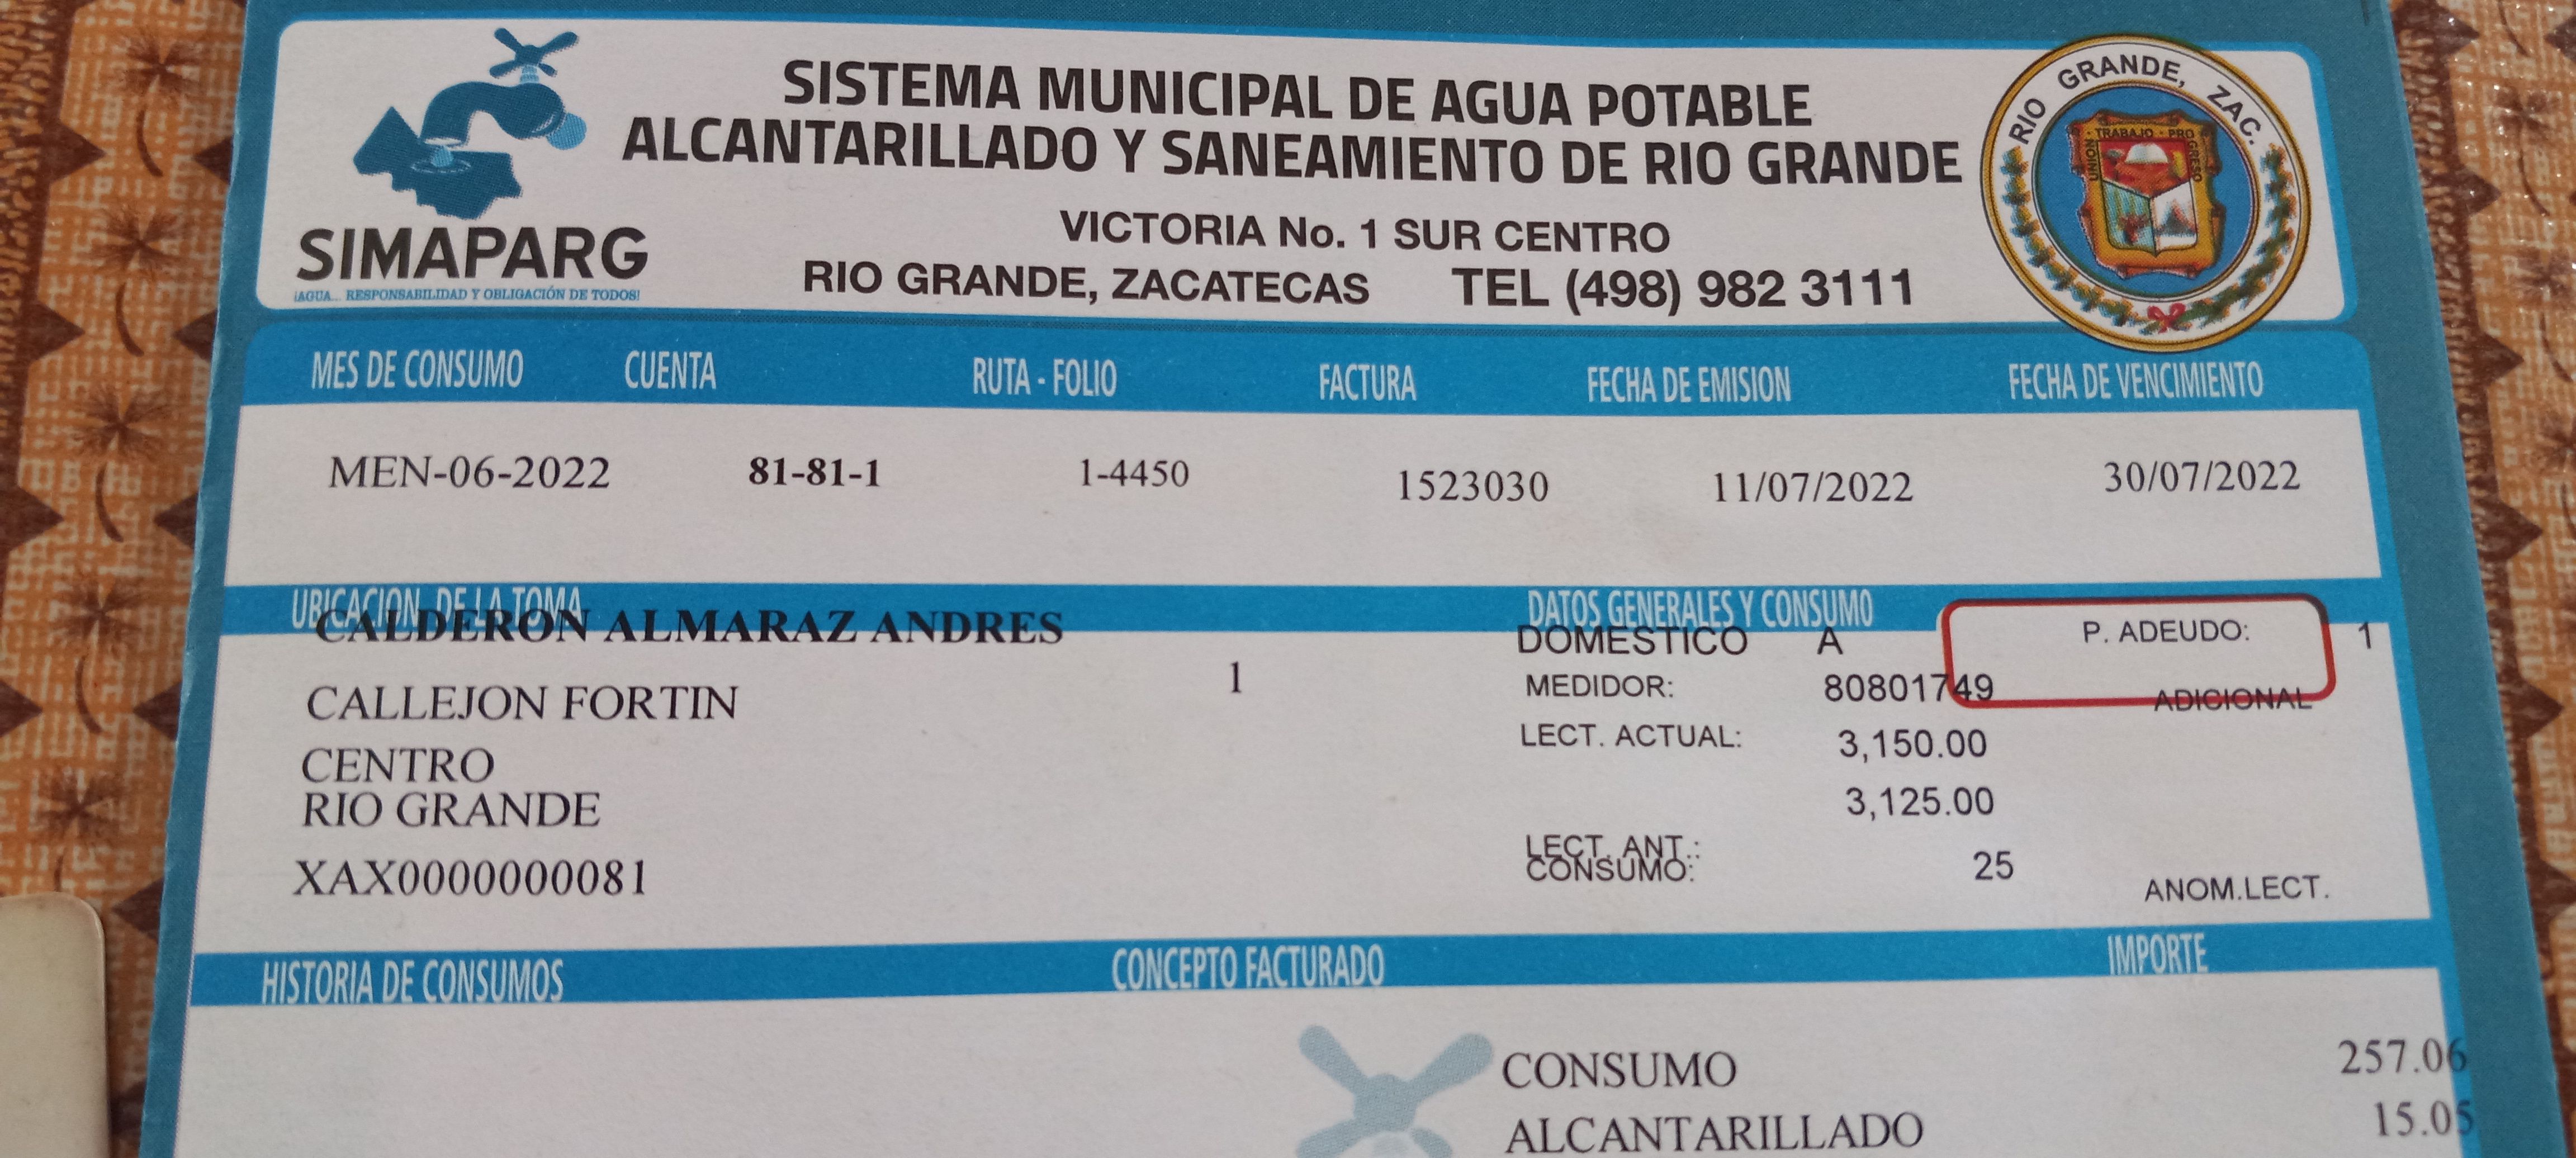 SISTEMA MUNICIPAL DE AGUA POTABLE
ALCANTARILLADO Y SANEAMIENTO DE RIO GRANDE
VICTORIA No. 1 SUR CENTRO
SIMAPARG
¡AGUA... RESPONSABILIDAD Y OBLIGACIÓN DE TODOS!
RIO GRANDE, ZACATECAS TEL (498) 982 3111
RIO GRANDE, ZAC.
UNION - TRABAJO - PROGRESO
MES DE CONSUMO CUENTA RUTA - FOLIO FACTURA FECHA DE EMISION FECHA DE VENCIMIENTO
MEN-06-2022 81-81-1 1-4450 1523030 11/07/2022 30/07/2022
UBICACION DE LA TOMA DATOS GENERALES Y CONSUMO
CALDERON ALMARAZ ANDRES DOMESTICO A P. ADEUDO: 1
CALLEJON FORTIN 1 MEDIDOR: 80801749 ADICIONAL
CENTRO LECT. ACTUAL: 3,150.00
RIO GRANDE LECT. ANT.: 3,125.00
XAX000000081 CONSUMO: 25 ANOM.LECT.
HISTORIA DE CONSUMOS CONCEPTO FACTURADO IMPORTE
CONSUMO 257.06
ALCANTARILLADO 15.05